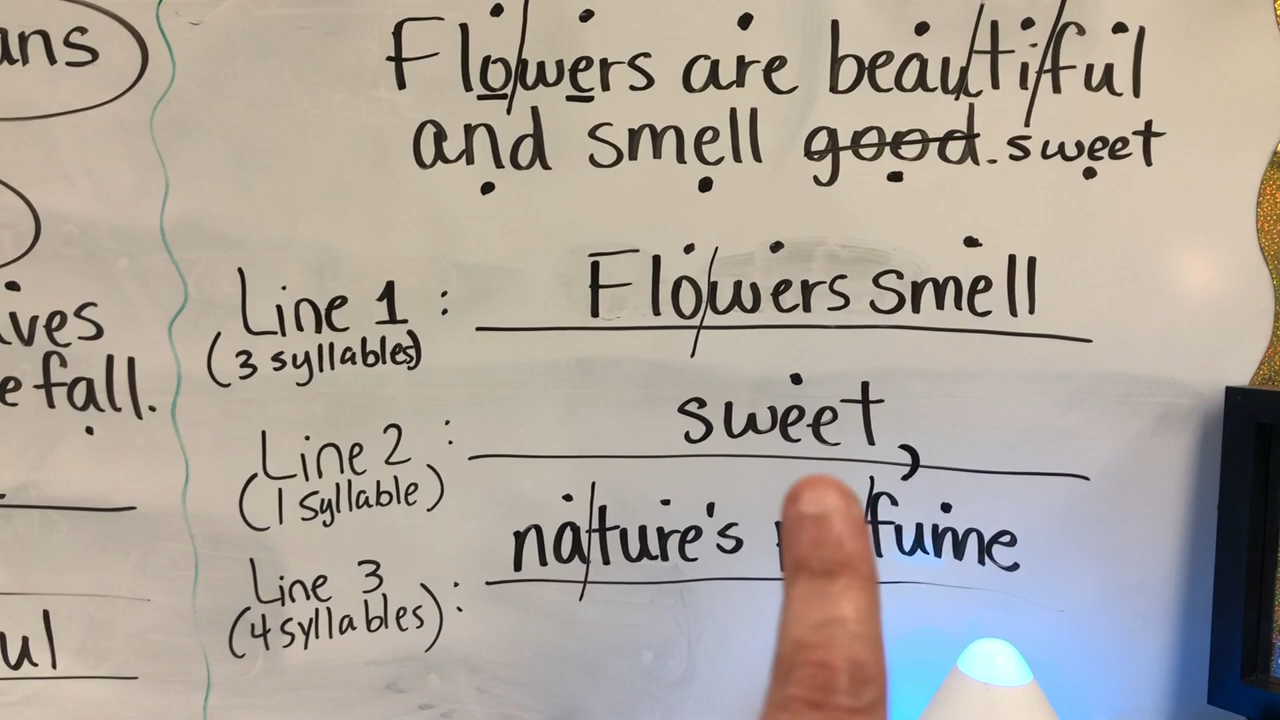 ans
Flowers are beautiful
and smell good. sweet
Line 1 : Flowers smell
(3 syllables)
ves
e fall.
Line 2 : sweet,
(1 Syllable)
nature's fume
Line 3
(4 syllables) :
ul